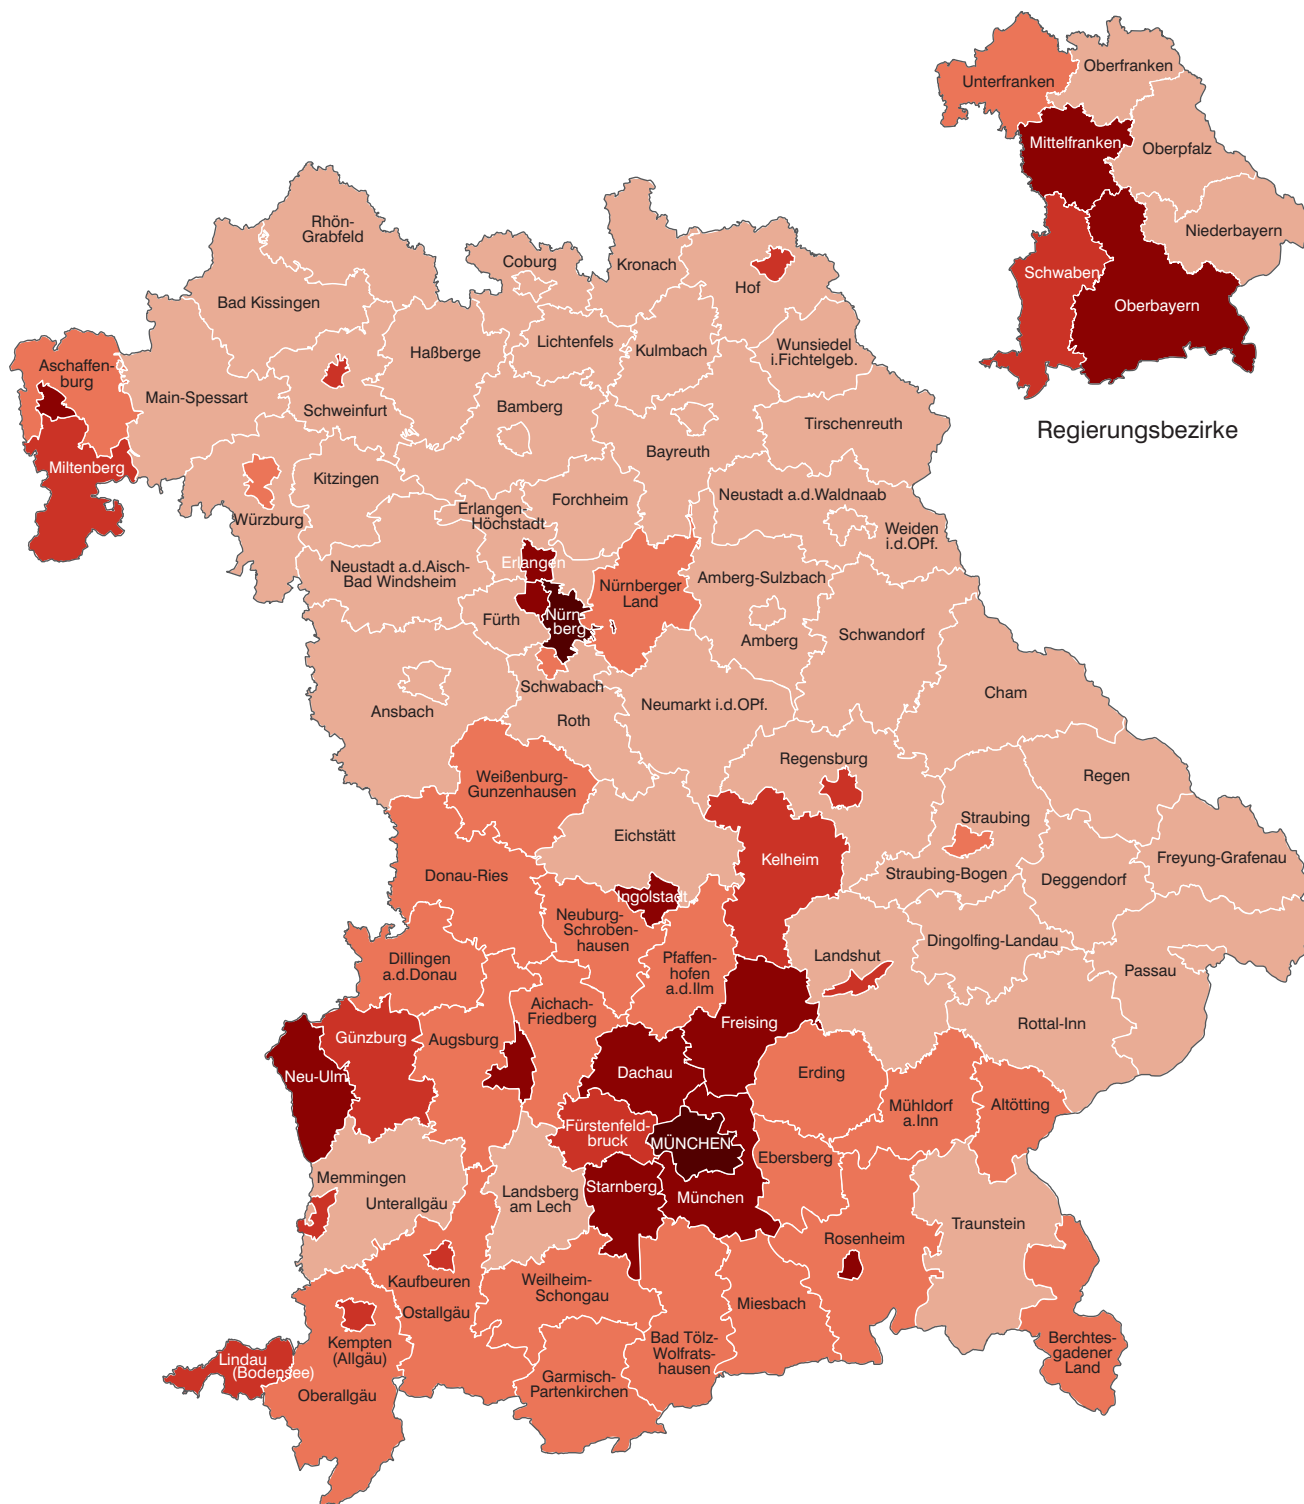 Oberfranken
Unterfranken
Mittelfranken
Oberpfalz
Niederbayern
Schwaben
Oberbayern
Regierungsbezirke
Rhön-
Grabfeld
Coburg
Kronach
Hof
Bad Kissingen
Lichtenfels
Kulmbach
Wunsiedel
i.Fichtelgeb.
Haßberge
Aschaffen-
burg
Main-Spessart
Schweinfurt
Bamberg
Tirschenreuth
Bayreuth
Miltenberg
Kitzingen
Forchheim
Neustadt a.d.Waldnaab
Würzburg
Erlangen-
Höchstadt
Weiden
i.d.OPf.
Neustadt a.d.Aisch-
Bad Windsheim
Erlangen
Nürnberger
Land
Amberg-Sulzbach
Fürth
Nürn-
berg
Amberg
Schwandorf
Schwabach
Ansbach
Roth
Neumarkt i.d.OPf.
Cham
Weißenburg-
Gunzenhausen
Regensburg
Regen
Straubing
Eichstätt
Kelheim
Freyung-Grafenau
Donau-Ries
Straubing-Bogen
Deggendorf
Ingolstadt
Neuburg-
Schroben-
hausen
Dingolfing-Landau
Dillingen
a.d.Donau
Pfaffen-
hofen
a.d.Ilm
Landshut
Passau
Aichach-
Friedberg
Freising
Rottal-Inn
Günzburg
Augsburg
Neu-Ulm
Dachau
Erding
Mühldorf
a.Inn
Altötting
Fürstenfeld-
bruck
MÜNCHEN
Ebersberg
Memmingen
Unterallgäu
Landsberg
am Lech
Starnberg
München
Traunstein
Rosenheim
Kaufbeuren
Ostallgäu
Weilheim-
Schongau
Miesbach
Kempten
(Allgäu)
Bad Tölz-
Wolfrats-
hausen
Berchtes-
gadener
Land
Lindau
(Bodensee)
Oberallgäu
Garmisch-
Partenkirchen